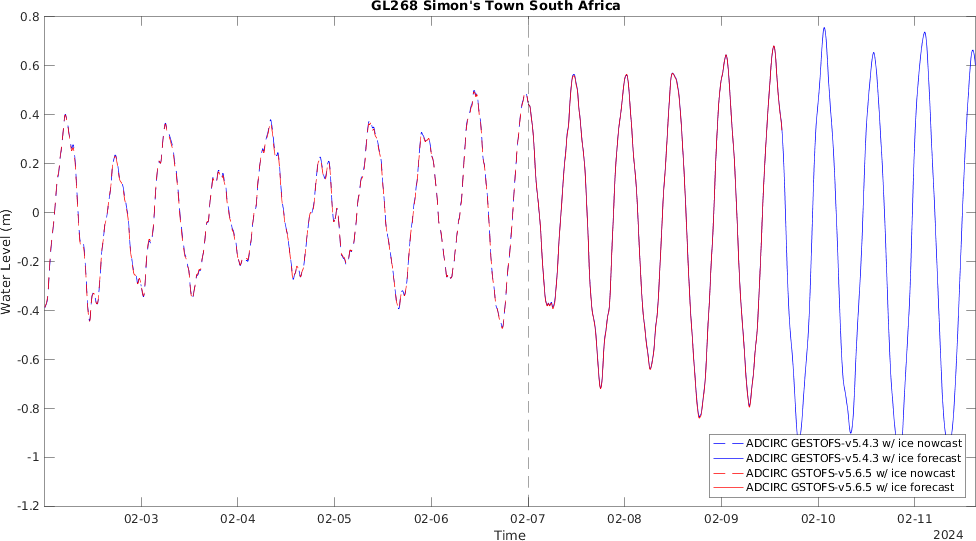 GL268 Simon's Town South Africa
0.8
0.6
0.4
0.2
0
-0.2
-0.4
-0.6
-0.8
-1
-1.2
Water Level (m)
ADCIRC GESTOFS-v5.4.3 w/ ice nowcast
ADCIRC GESTOFS-v5.4.3 w/ ice forecast
ADCIRC GSTOFS-v5.6.5 w/ ice nowcast
ADCIRC GSTOFS-v5.6.5 w/ ice forecast
02-03 02-04 02-05 02-06 02-07 02-08 02-09 02-10 02-11
Time
2024